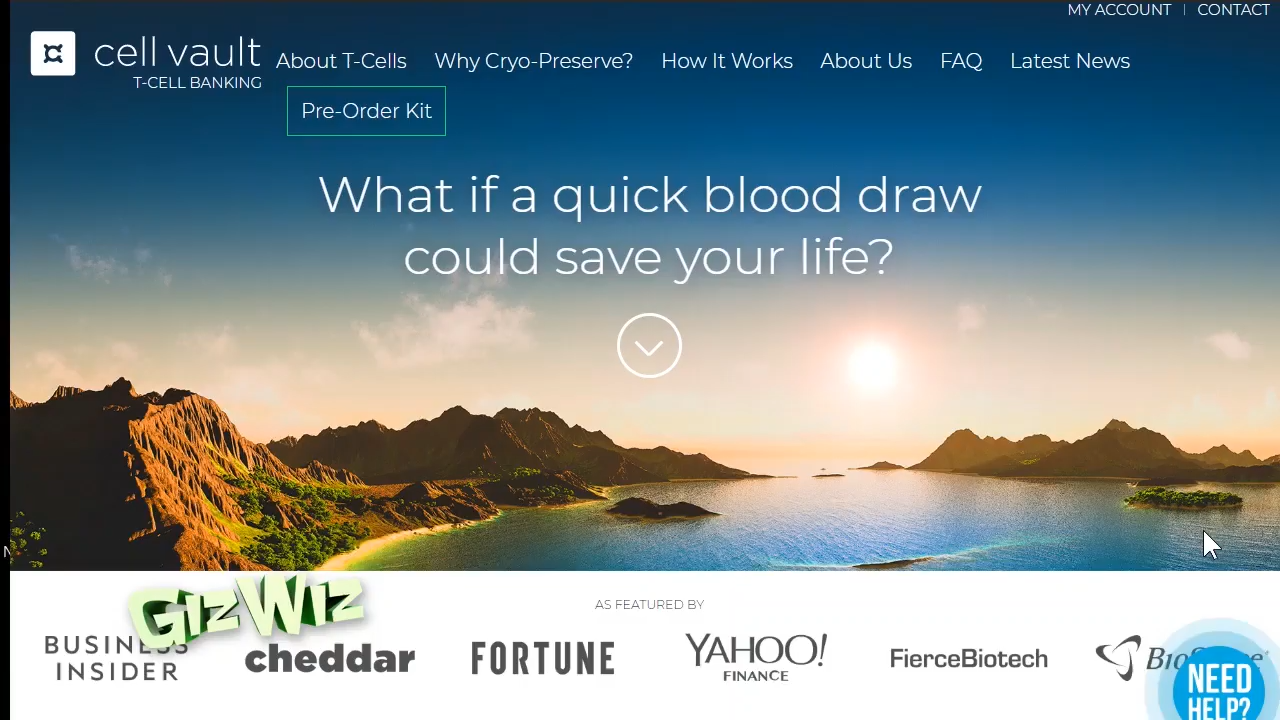 MY ACCOUNT
CONTACT
cell vault
T-CELL BANKING
About T-Cells
Why Cryo-Preserve?
How It Works
About Us
FAQ
Latest News
Pre-Order Kit
What if a quick blood draw
could save your life?
GizWiz
AS FEATURED BY
BUSINESS
INSIDER
cheddar
FORTUNE
YAHOO!
FINANCE
FierceBiotech
NEED
HELP?